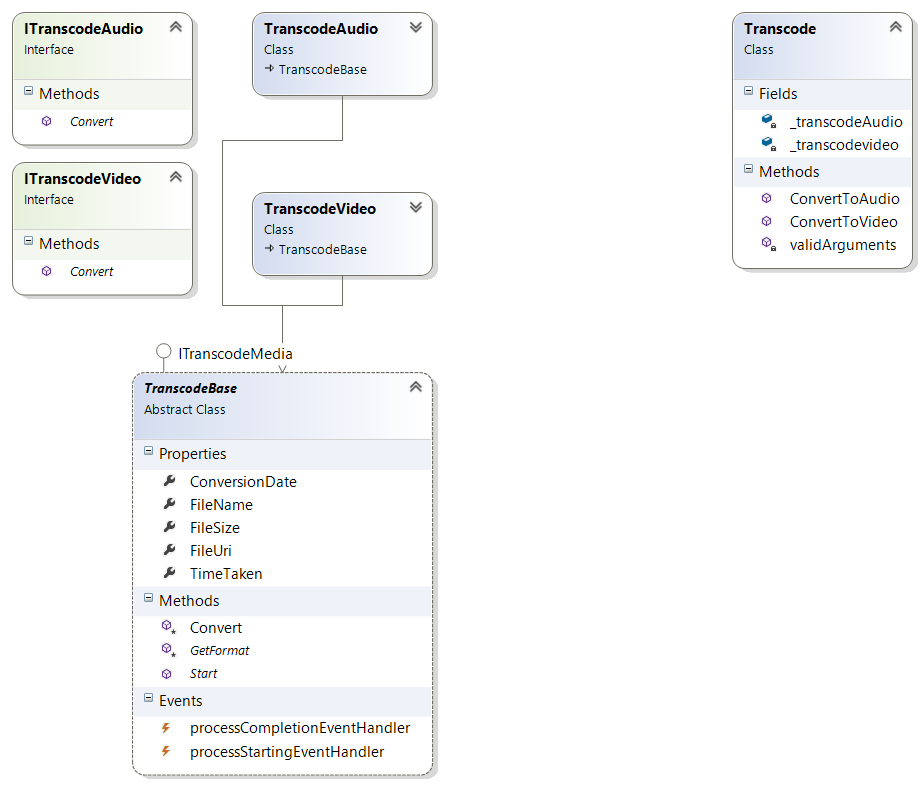 ITranscodeAudio
Interface
Methods
Convert
ITranscodeVideo
Interface
Methods
Convert
TranscodeAudio
Class
TranscodeBase
TranscodeVideo
Class
TranscodeBase
ITranscodeMedia
TranscodeBase
Abstract Class
Properties
ConversionDate
FileName
FileSize
FileUri
TimeTaken
Methods
Convert
GetFormat
Start
Events
processCompletionEventHandler
processStartingEventHandler
Transcode
Class
Fields
_transcodeAudio
_transcodevideo
Methods
ConvertToAudio
ConvertToVideo
validArguments